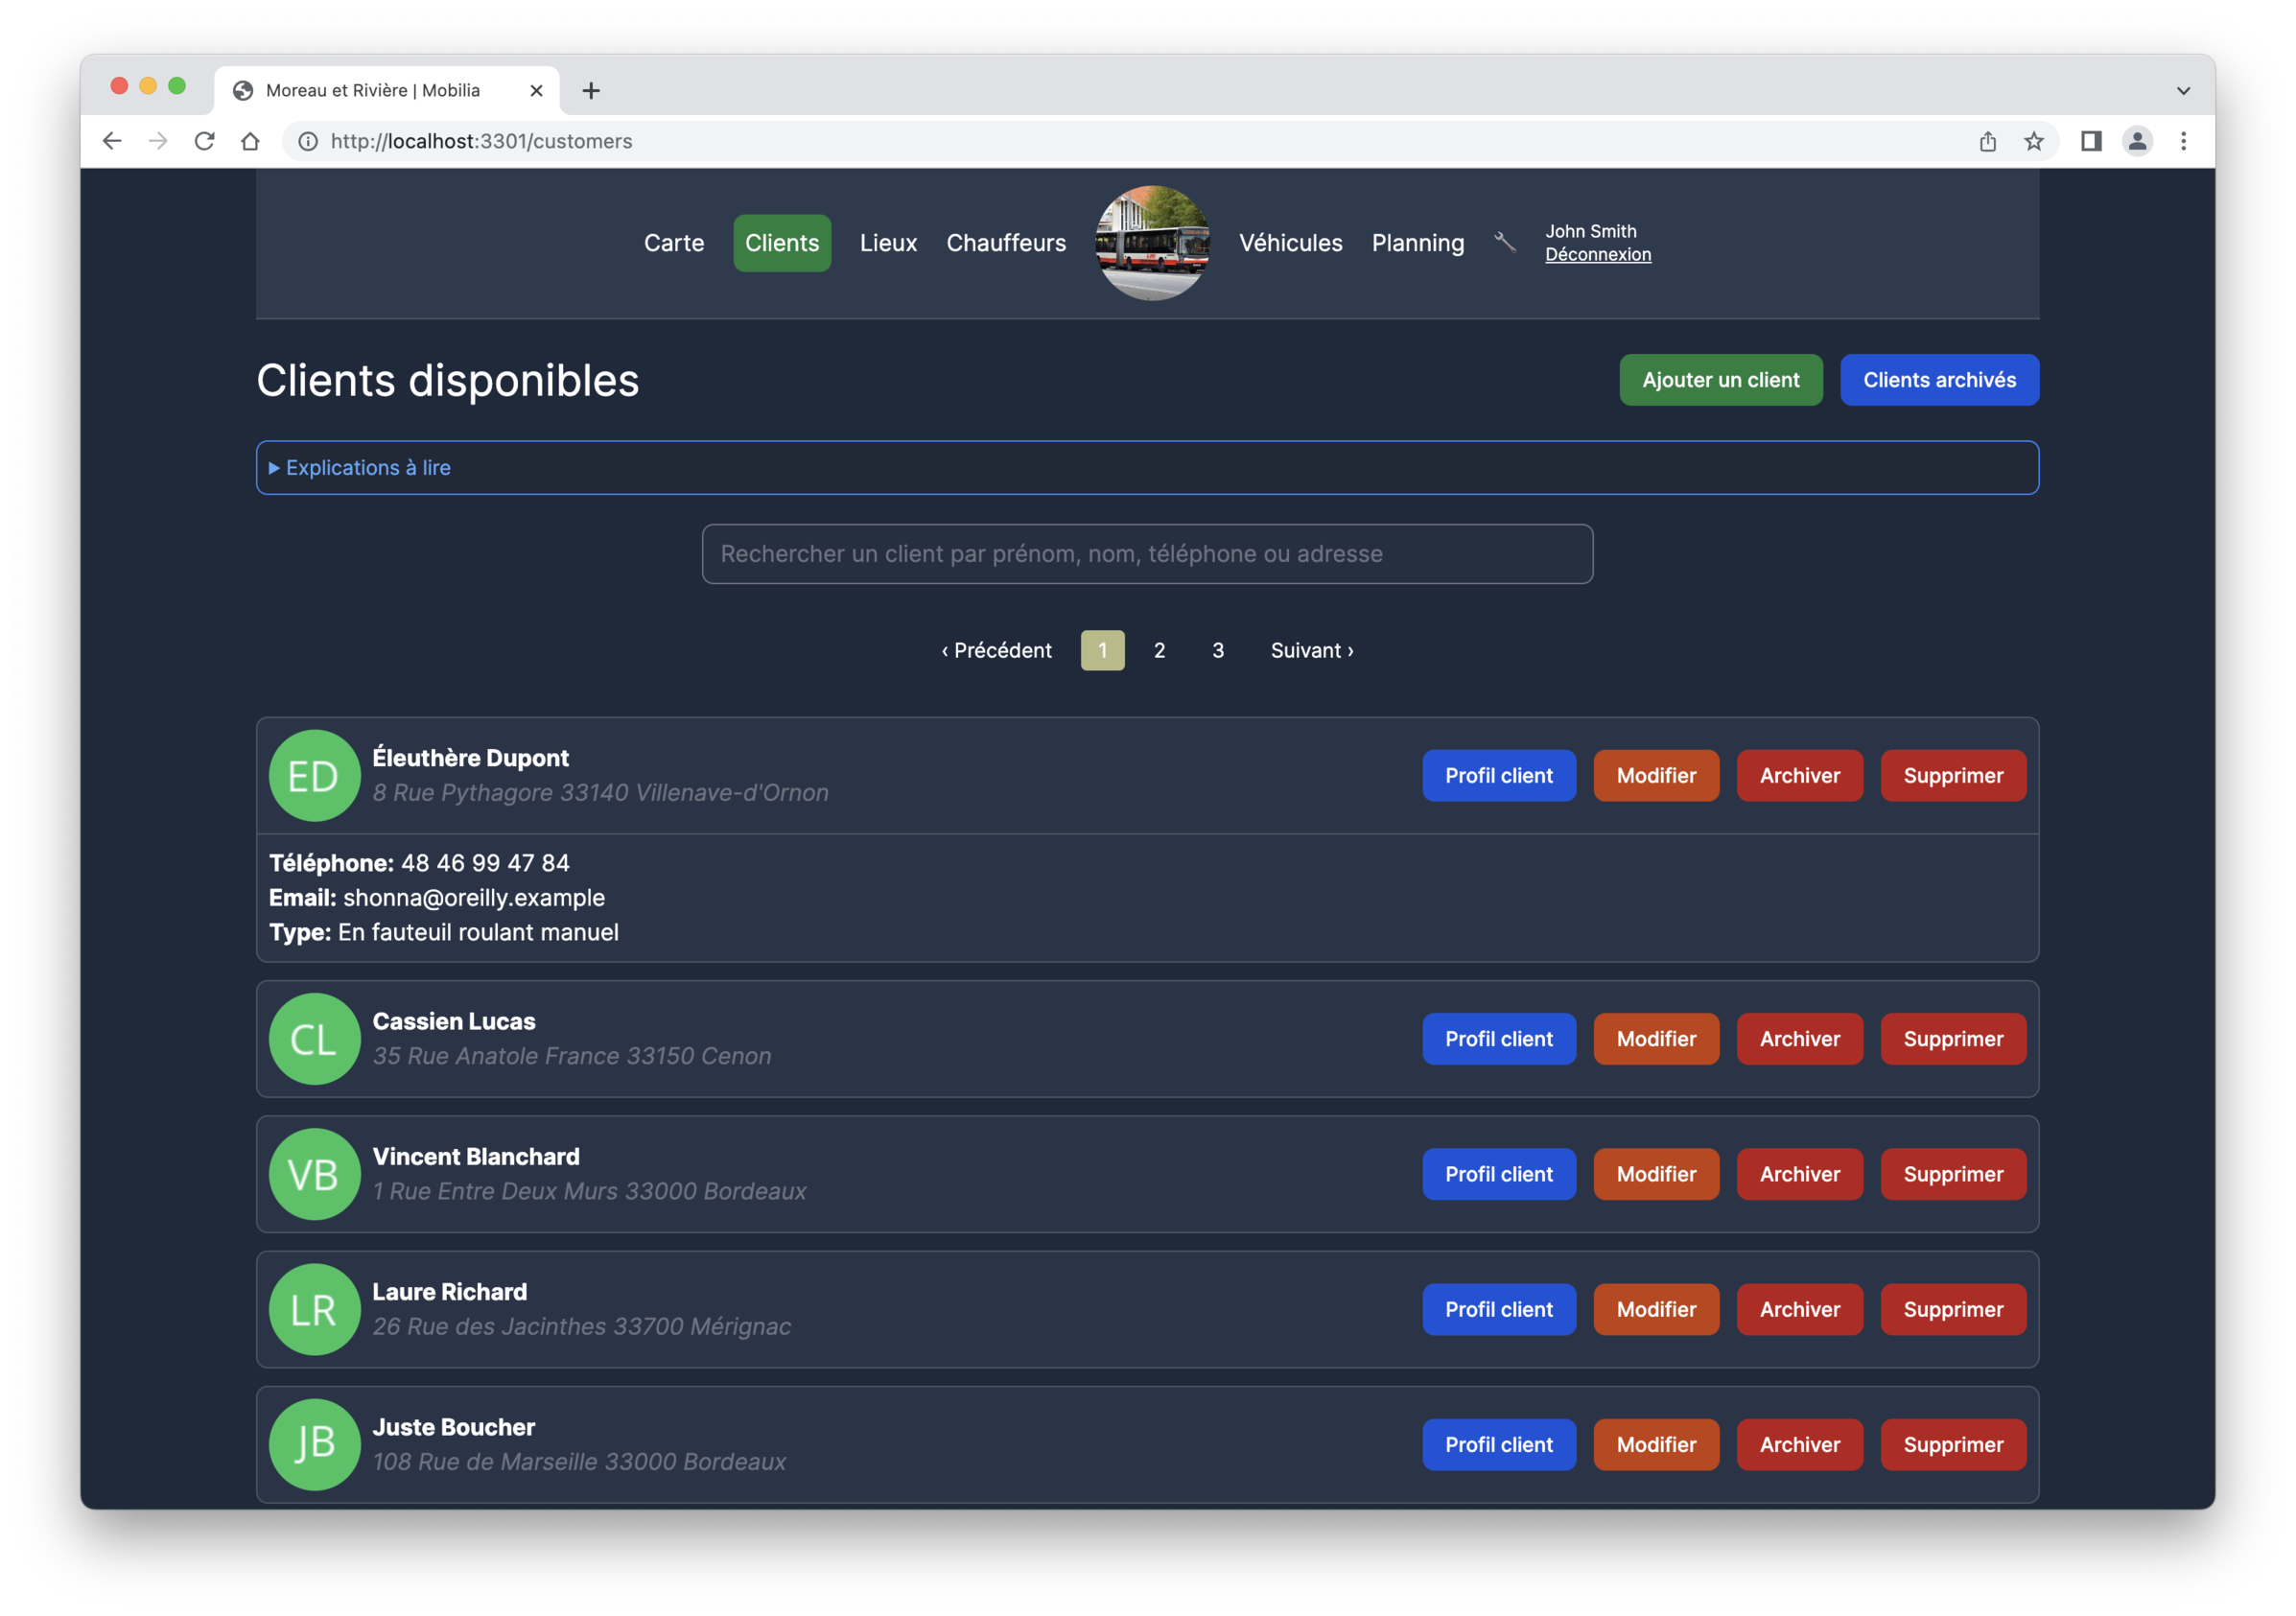 Moreau et Rivière | Mobilia
http://localhost:3301/customers
Carte Clients Lieux Chauffeurs Véhicules Planning John Smith
Déconnexion
Clients disponibles Ajouter un client Clients archivés
Explications à lire
Rechercher un client par prénom, nom, téléphone ou adresse
‹ Précédent 1 2 3 Suivant ›
ED Éleuthère Dupont
8 Rue Pythagore 33140 Villenave-d'Ornon
Profil client Modifier Archiver Supprimer
Téléphone: 48 46 99 47 84
Email: shonna@oreilly.example
Type: En fauteuil roulant manuel
CL Cassien Lucas
35 Rue Anatole France 33150 Cenon
Profil client Modifier Archiver Supprimer
VB Vincent Blanchard
1 Rue Entre Deux Murs 33000 Bordeaux
Profil client Modifier Archiver Supprimer
LR Laure Richard
26 Rue des Jacinthes 33700 Mérignac
Profil client Modifier Archiver Supprimer
JB Juste Boucher
108 Rue de Marseille 33000 Bordeaux
Profil client Modifier Archiver Supprimer